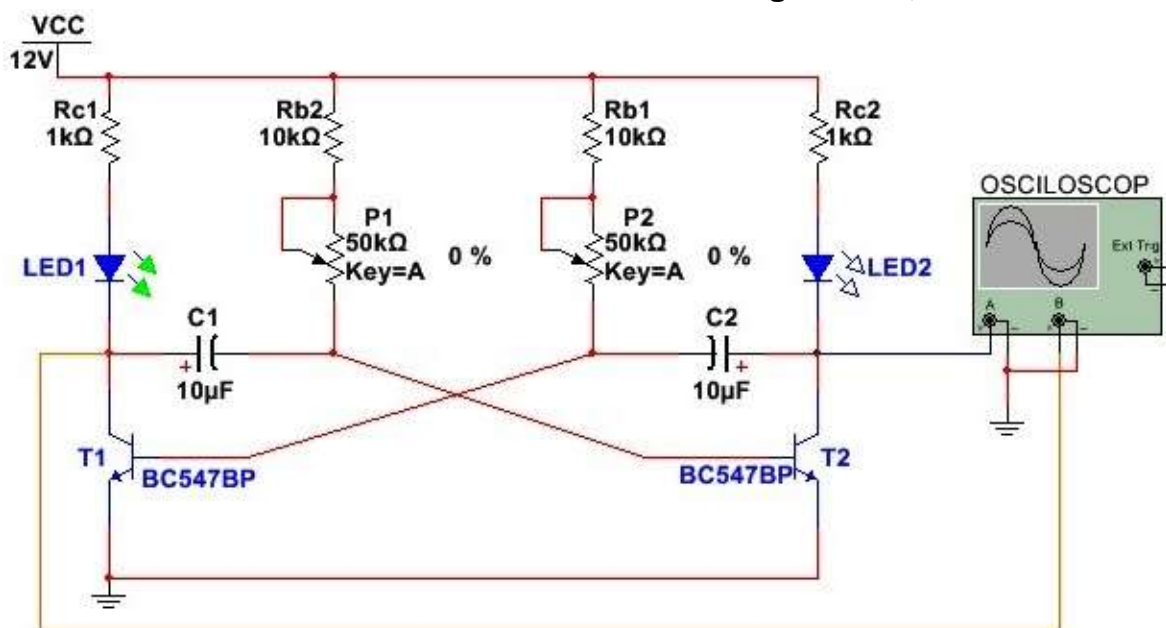 VCC
12V
Rc1
1kΩ
Rb2
10kΩ
Rb1
10kΩ
Rc2
1kΩ
OSCILOSCOP
Ext Trg
+
-
A
B
+
-
+
-
LED1
P1
50kΩ
Key=A
0 %
P2
50kΩ
Key=A
0 %
LED2
C1
+
10µF
C2
+
10µF
T1
BC547BP
BC547BP
T2